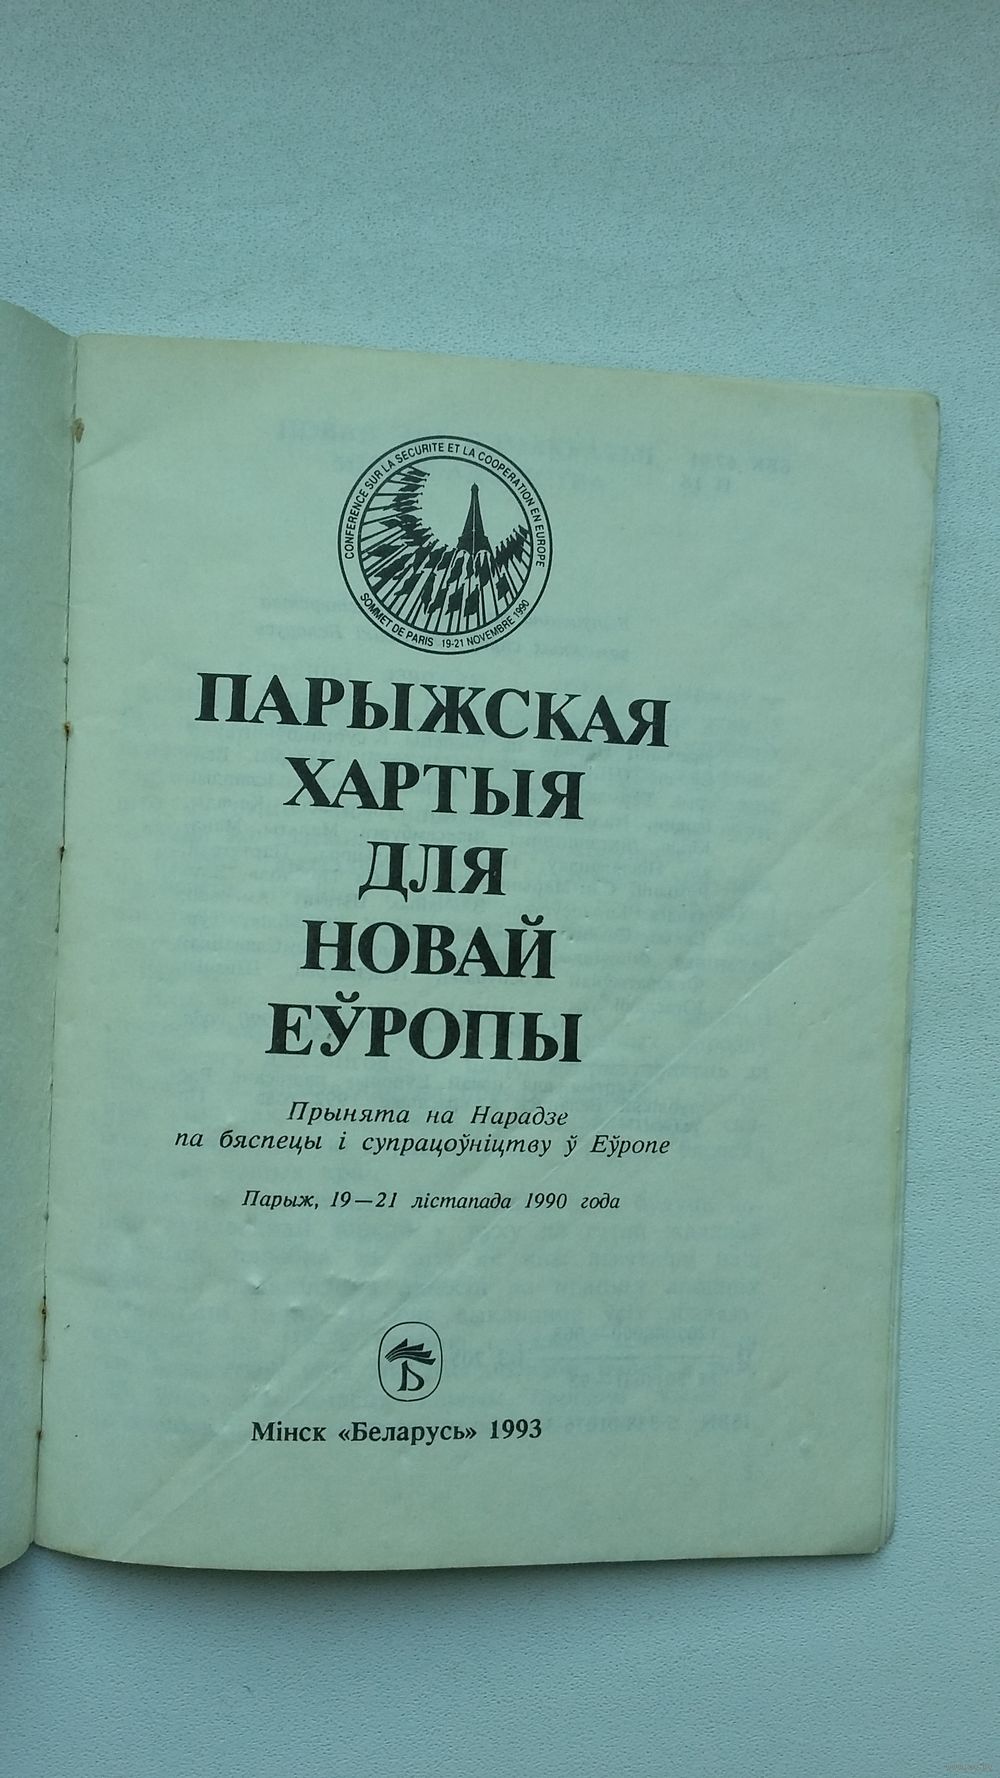 CONFERENCE SUR LA SECURITE ET LA COOPERATION EN EUROPE
SOMMET DE PARIS 19-21 NOVEMBRE 1990
ПАРЫЖСКАЯ
ХАРТЫЯ
ДЛЯ
НОВАЙ
ЕЎРОПЫ
Прынята на Нарадзе
па бяспецы і супрацоўніцтву ў Еўропе
Парыж, 19—21 лістапада 1990 года
Б
Мінск «Беларусь» 1993